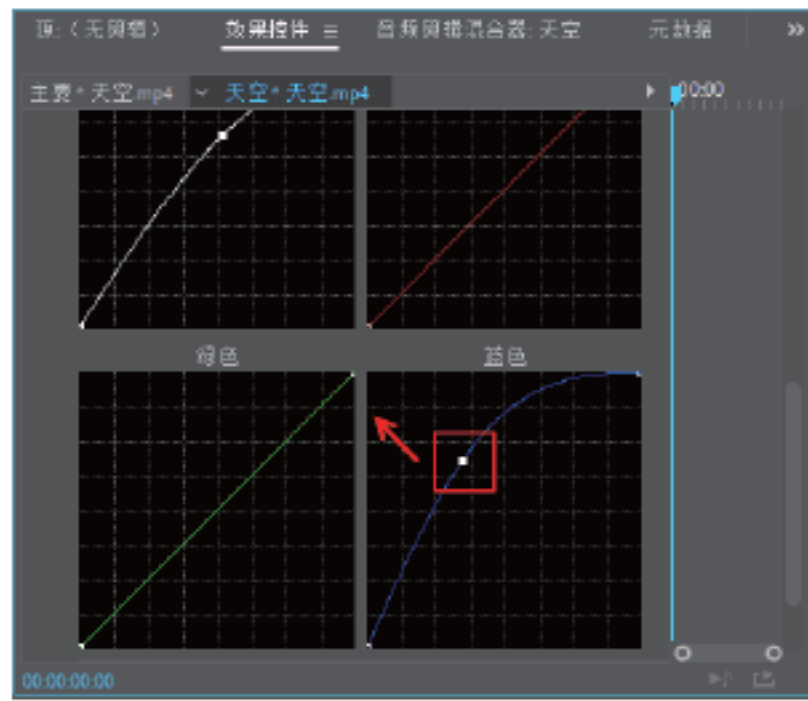 源:（无剪辑） 效果控件 音频剪辑混合器: 天空 元数据
主要 * 天空.mp4 天空 * 天空.mp4 00:00
绿色 蓝色
00:00:00:00